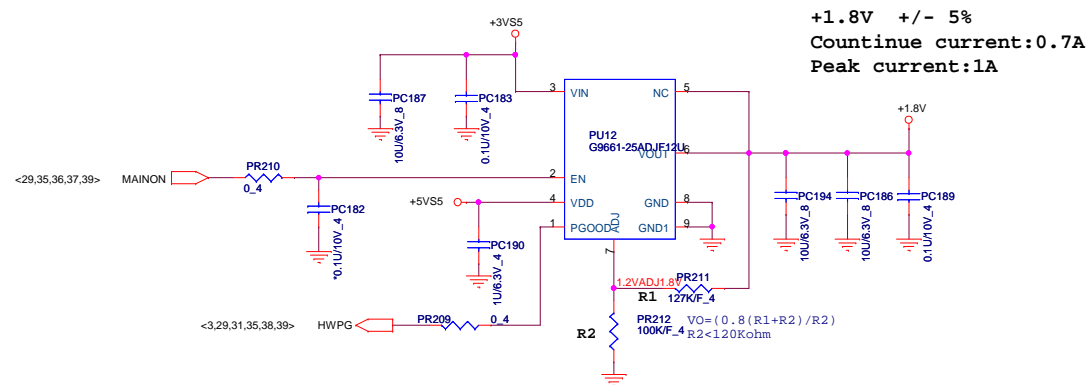 +1.8V +/- 5%
Countinue current:0.7A
Peak current:1A
+3VS5
PC187
10U/6.3V_8
PC183
0.1U/10V_4
3
VIN
NC
5
PU12
G9661-25ADJF12U
VOUT
6
+1.8V
<29,35,36,37,39>
MAINON
PR210
0_4
2
EN
PC182
*0.1U/10V_4
+5VS5
4
VDD
GND
8
1
PGOOD
ADJ
GND1
9
7
PC190
1U/6.3V_4
PC194
10U/6.3V_8
PC186
10U/6.3V_8
PC189
0.1U/10V_4
1.2VADJ1.8V
PR211
R1
127K/F_4
<3,29,31,35,38,39>
HWPG
PR209
0_4
R2
PR212
100K/F_4
VO=(0.8(R1+R2)/R2)
R2<120Kohm